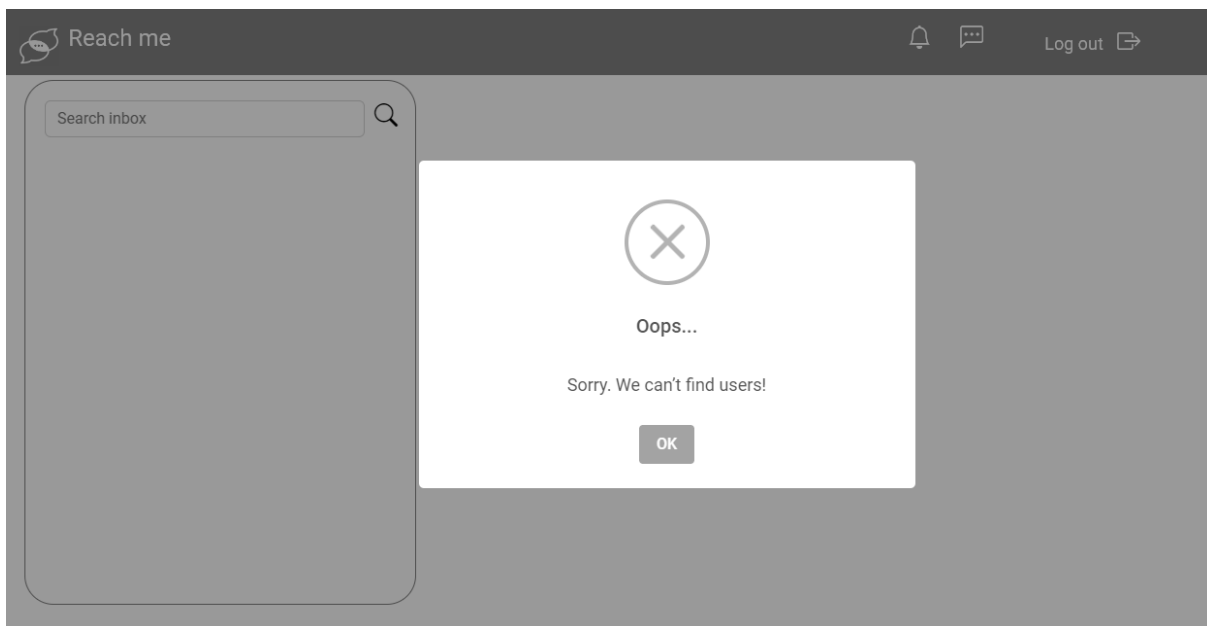 Reach me
Log out
Search inbox
Oops...
Sorry. We can't find users!
OK